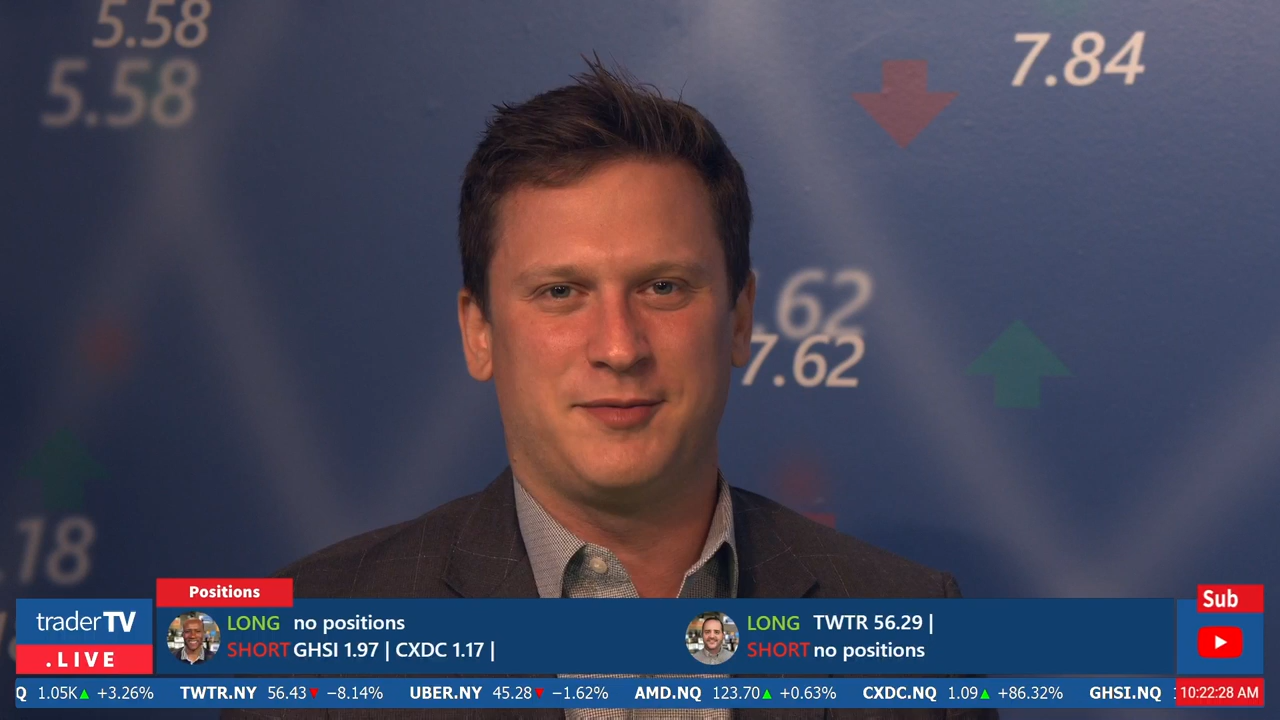 5.58
5.58
7.84
.62
7.62
.18
Positions
traderTV
.LIVE
LONG no positions
SHORT GHSI 1.97 | CXDC 1.17 |
LONG TWTR 56.29 |
SHORT no positions
Sub
Q 1.05K▲ +3.26% TWTR.NY 56.43▼ −8.14% UBER.NY 45.28▼ −1.62% AMD.NQ 123.70▲ +0.63% CXDC.NQ 1.09▲ +86.32% GHSI.NQ
10:22:28 AM